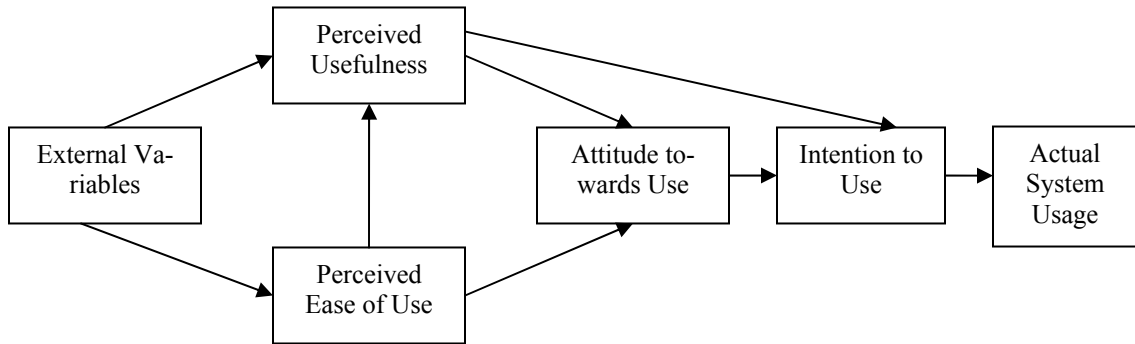 Perceived
Usefulness
External Va-
riables
Attitude to-
wards Use
Intention to
Use
Actual
System
Usage
Perceived
Ease of Use